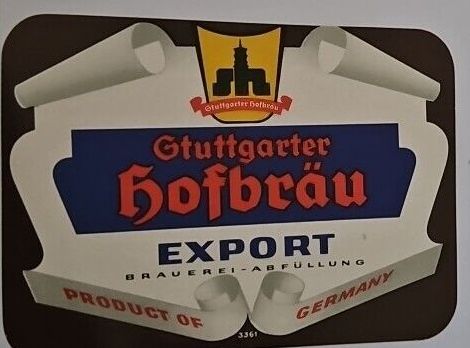 Stuttgarter Hofbräu
Stuttgarter
Hofbräu
EXPORT
BRAUEREI-ABFÜLLUNG
PRODUCT OF GERMANY
3361